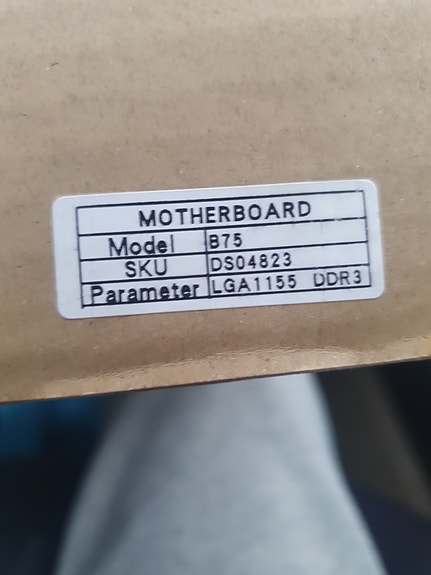 MOTHERBOARD
Model B75
SKU DS04823
Parameter LGA1155 DDR3